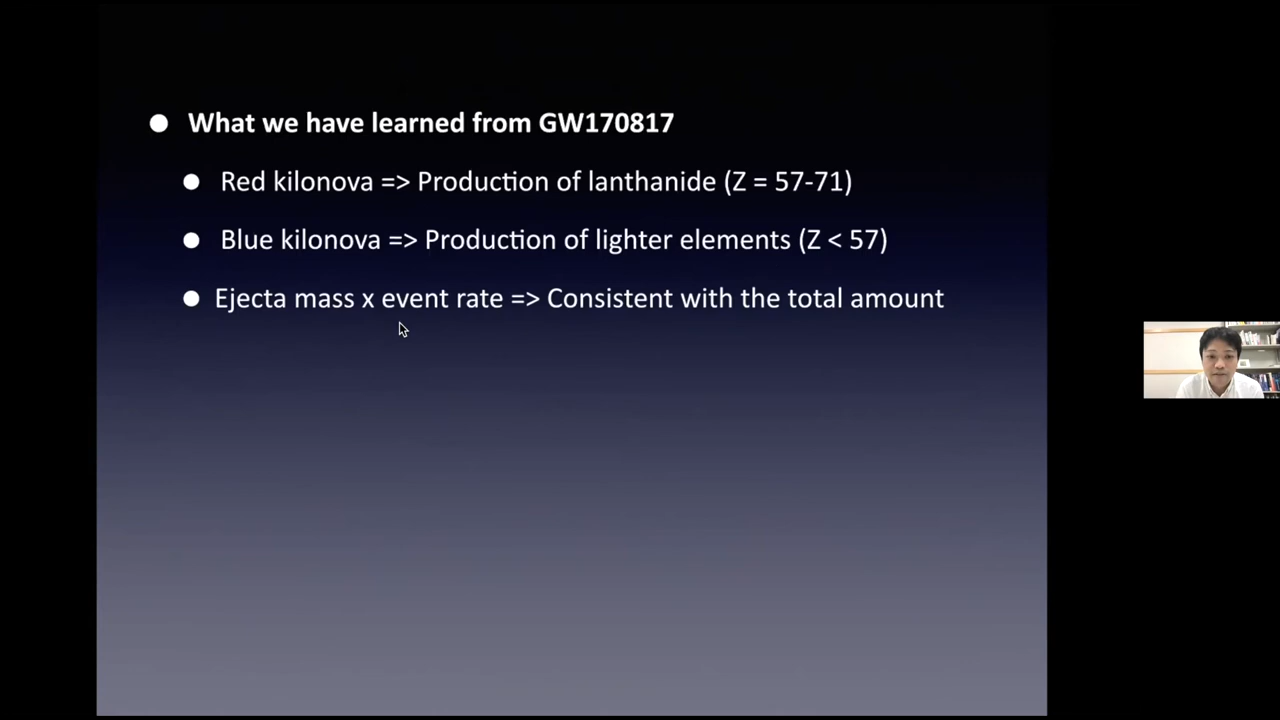 What we have learned from GW170817
Red kilonova => Production of lanthanide (Z = 57-71)
Blue kilonova => Production of lighter elements (Z < 57)
Ejecta mass x event rate => Consistent with the total amount